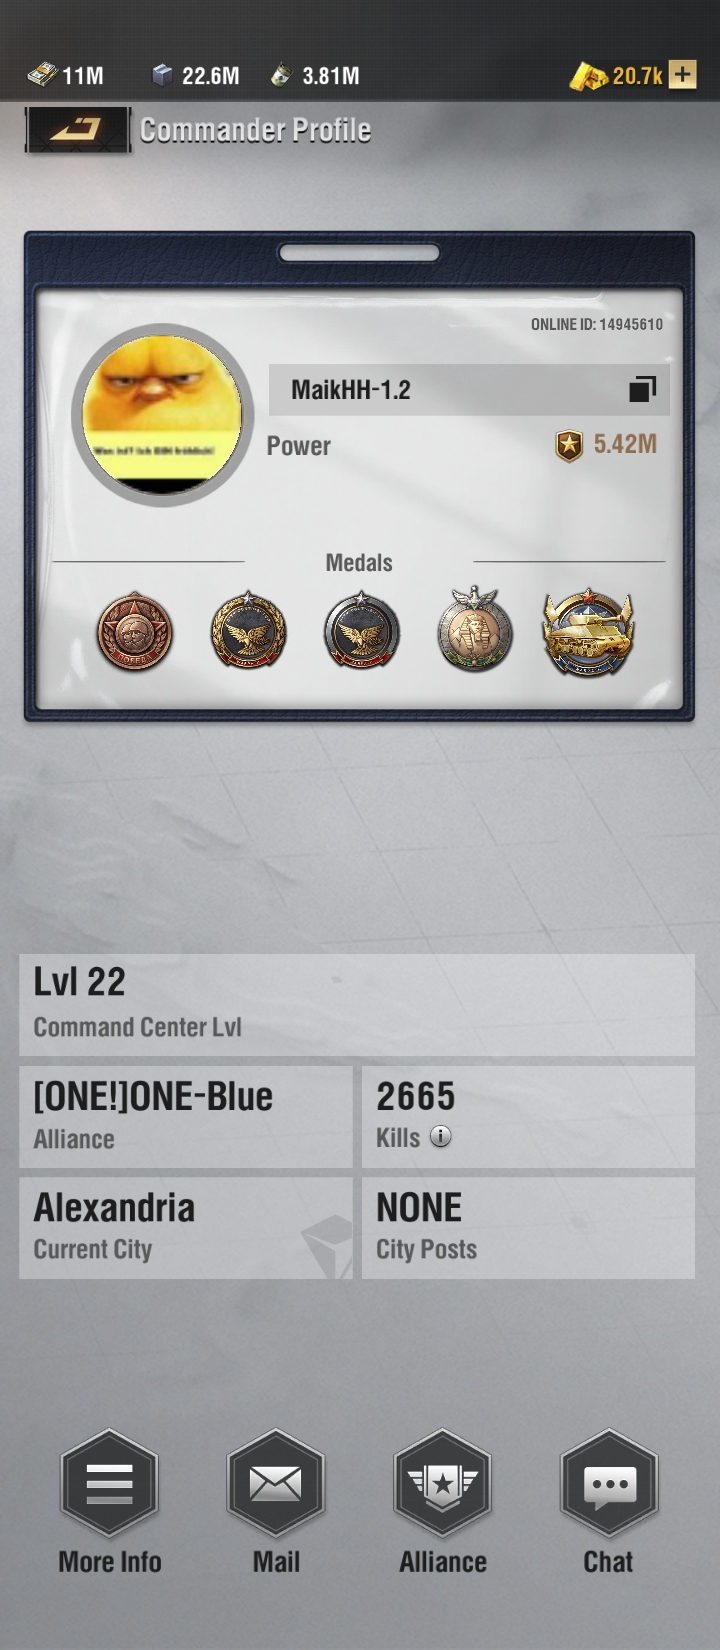 11M 22.6M 3.81M 20.7k +
Commander Profile
ONLINE ID: 14945610
MaikHH-1.2
Power 5.42M
Medals
ПОБЕДА
Lvl 22
Command Center Lvl
[ONE!]ONE-Blue
Alliance
2665
Kills
Alexandria
Current City
NONE
City Posts
More Info
Mail
Alliance
Chat